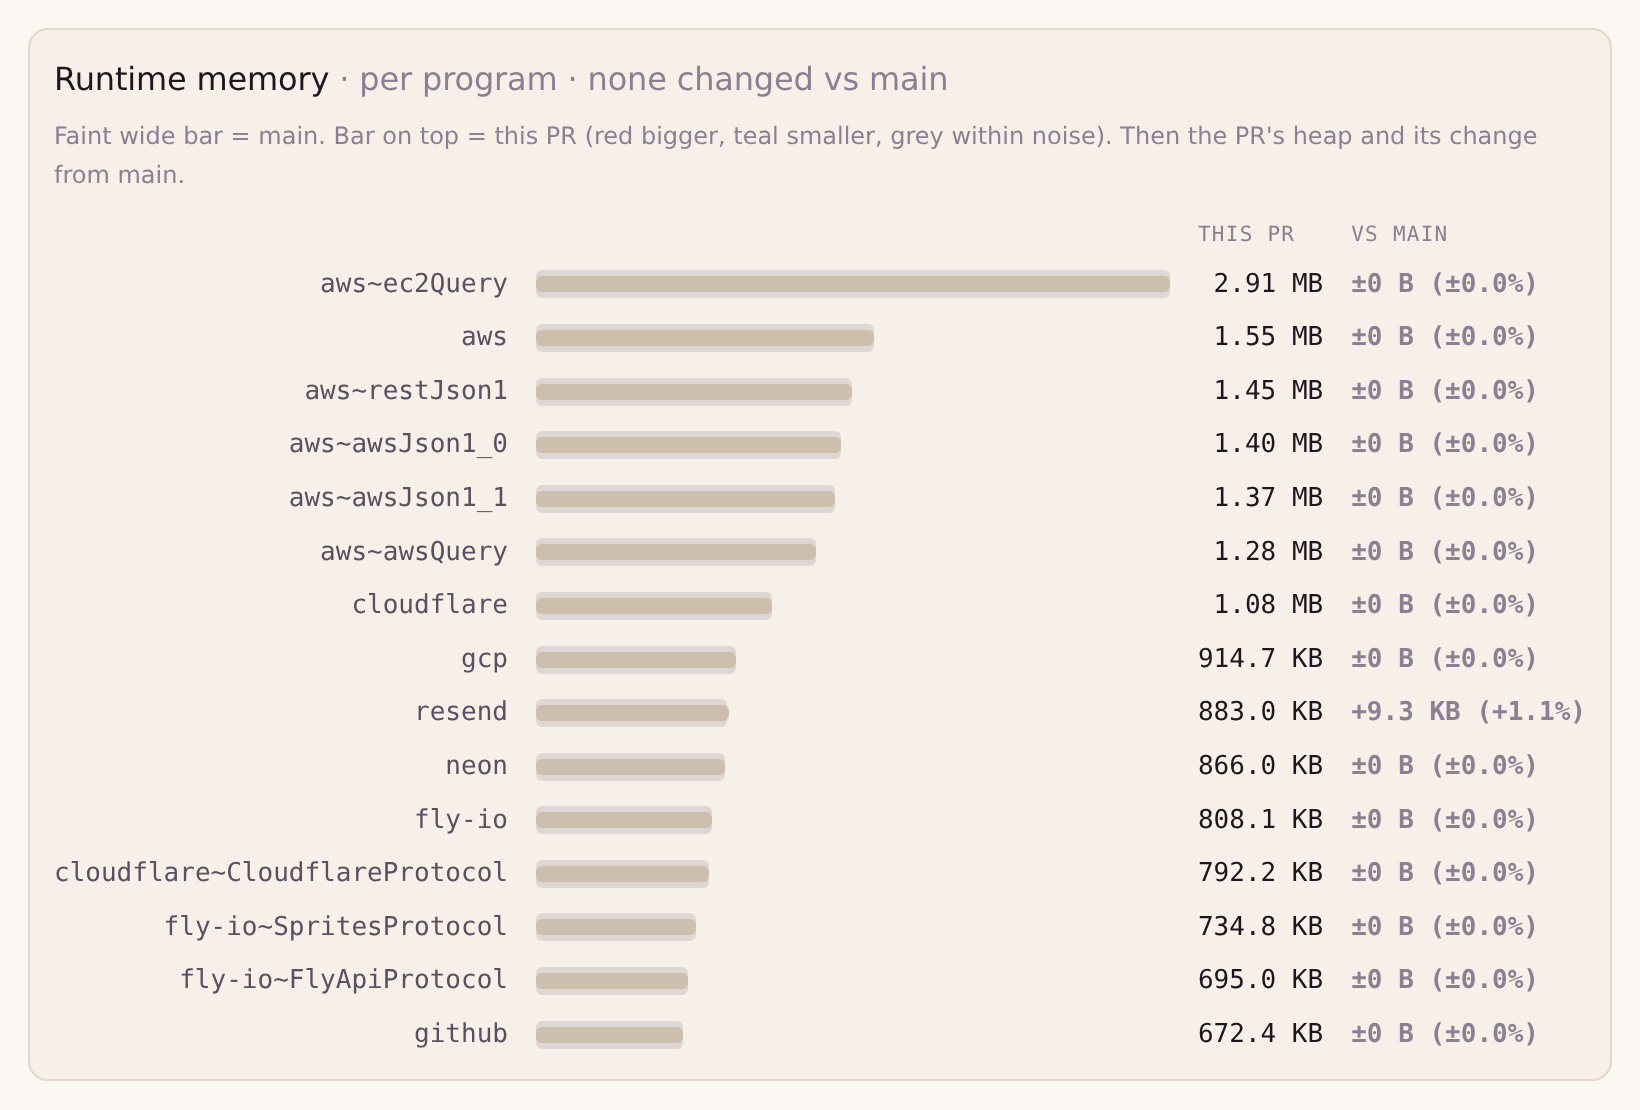 Runtime memory · per program · none changed vs main
Faint wide bar = main. Bar on top = this PR (red bigger, teal smaller, grey within noise). Then the PR's heap and its change
from main.
THIS PR VS MAIN
aws~ec2Query 2.91 MB ±0 B (±0.0%)
aws 1.55 MB ±0 B (±0.0%)
aws~restJson1 1.45 MB ±0 B (±0.0%)
aws~awsJson1_0 1.40 MB ±0 B (±0.0%)
aws~awsJson1_1 1.37 MB ±0 B (±0.0%)
aws~awsQuery 1.28 MB ±0 B (±0.0%)
cloudflare 1.08 MB ±0 B (±0.0%)
gcp 914.7 KB ±0 B (±0.0%)
resend 883.0 KB +9.3 KB (+1.1%)
neon 866.0 KB ±0 B (±0.0%)
fly-io 808.1 KB ±0 B (±0.0%)
cloudflare~CloudflareProtocol 792.2 KB ±0 B (±0.0%)
fly-io~SpritesProtocol 734.8 KB ±0 B (±0.0%)
fly-io~FlyApiProtocol 695.0 KB ±0 B (±0.0%)
github 672.4 KB ±0 B (±0.0%)